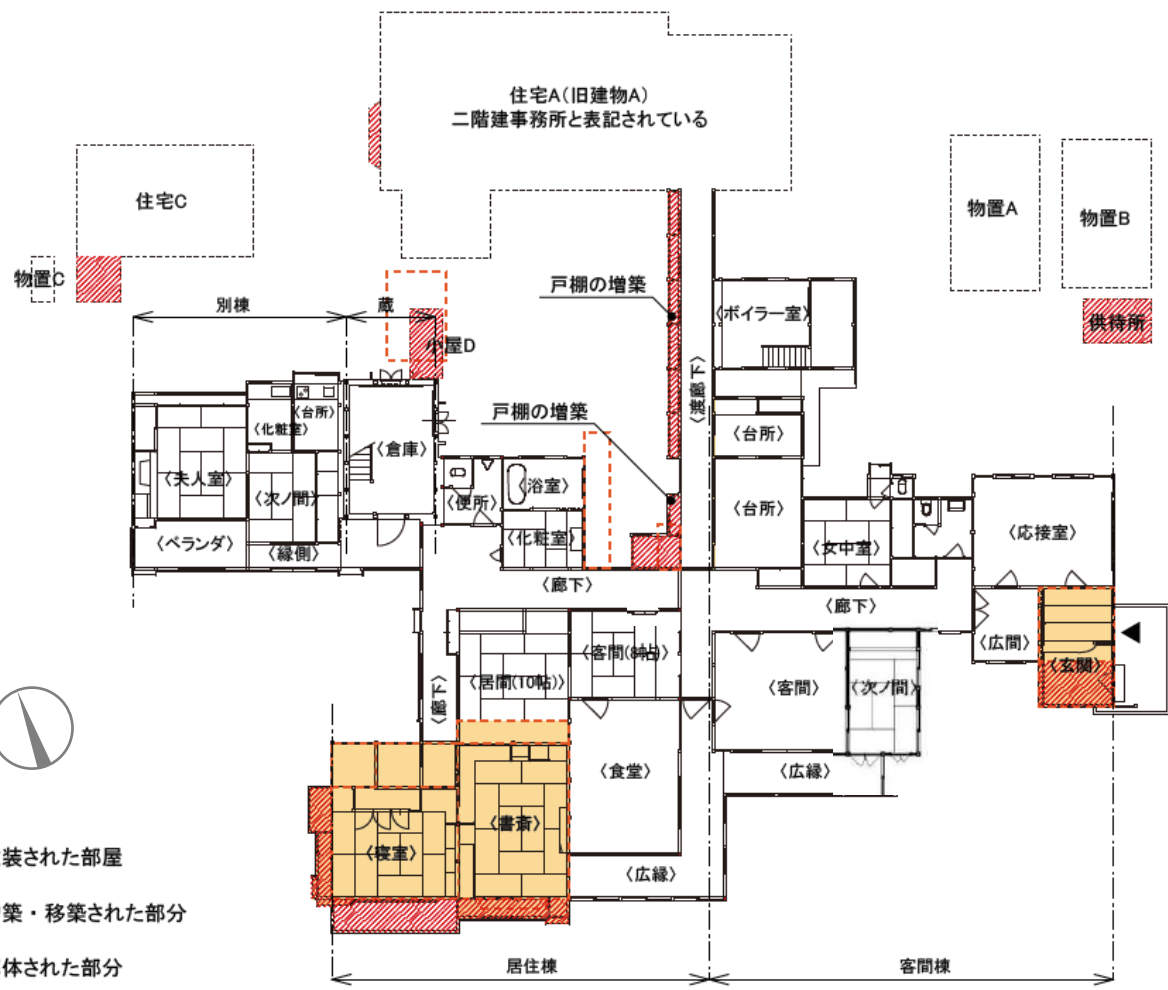 住宅A(旧建物A)
二階建事務所と表記されている
住宅C
物置A
物置B
物置C
戸棚の増築
別棟
蔵
〈ボイラー室〉
供待所
小屋D
〈渡廊下〉
戸棚の増築
〈台所〉
〈化粧室〉
〈台所〉
〈倉庫〉
〈夫人室〉
〈次ノ間〉
〈便所〉
〈浴室〉
〈台所〉
〈応接室〉
〈ベランダ〉
〈縁側〉
〈化粧室〉
〈女中室〉
〈廊下〉
〈廊下〉
〈広間〉
〈玄関〉
〈客間(8帖)〉
〈居間(10帖)〉
〈客間〉
〈次ノ間〉
〈廊下〉
〈食堂〉
〈広縁〉
〈書斎〉
〈寝室〉
装された部屋
〈広縁〉
築・移築された部分
体された部分
居住棟
客間棟